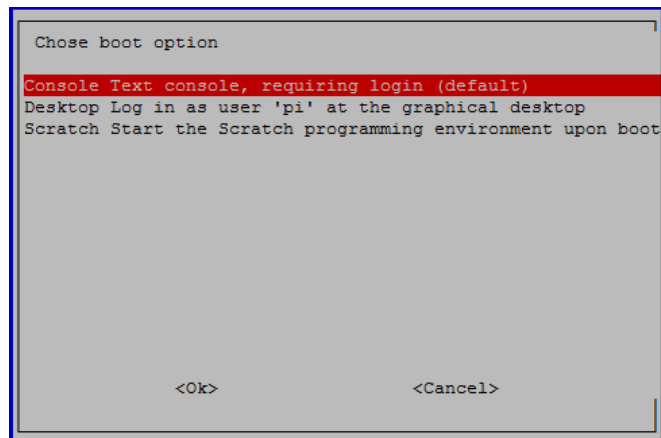 Chose boot option
Console Text console, requiring login (default)
Desktop Log in as user 'pi' at the graphical desktop
Scratch Start the Scratch programming environment upon boot
<Ok> <Cancel>